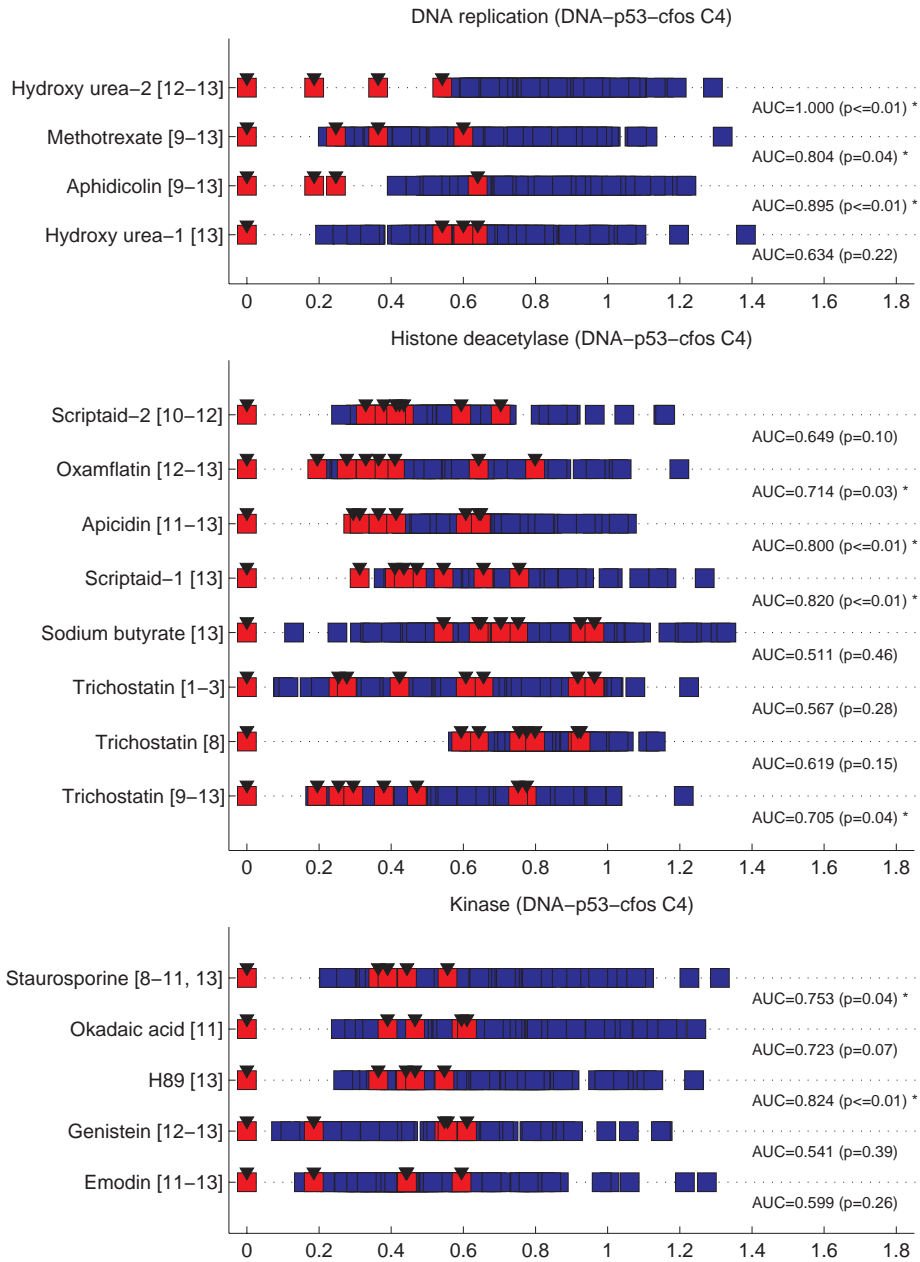 DNA replication (DNA−p53−cfos C4)
Hydroxy urea−2 [12−13]
AUC=1.000 (p<=0.01) *
Methotrexate [9−13]
AUC=0.804 (p=0.04) *
Aphidicolin [9−13]
AUC=0.895 (p<=0.01) *
Hydroxy urea−1 [13]
AUC=0.634 (p=0.22)
0 0.2 0.4 0.6 0.8 1 1.2 1.4 1.6 1.8
Histone deacetylase (DNA−p53−cfos C4)
Scriptaid−2 [10−12]
AUC=0.649 (p=0.10)
Oxamflatin [12−13]
AUC=0.714 (p=0.03) *
Apicidin [11−13]
AUC=0.800 (p<=0.01) *
Scriptaid−1 [13]
AUC=0.820 (p<=0.01) *
Sodium butyrate [13]
AUC=0.511 (p=0.46)
Trichostatin [1−3]
AUC=0.567 (p=0.28)
Trichostatin [8]
AUC=0.619 (p=0.15)
Trichostatin [9−13]
AUC=0.705 (p=0.04) *
0 0.2 0.4 0.6 0.8 1 1.2 1.4 1.6 1.8
Kinase (DNA−p53−cfos C4)
Staurosporine [8−11, 13]
AUC=0.753 (p=0.04) *
Okadaic acid [11]
AUC=0.723 (p=0.07)
H89 [13]
AUC=0.824 (p<=0.01) *
Genistein [12−13]
AUC=0.541 (p=0.39)
Emodin [11−13]
AUC=0.599 (p=0.26)
0 0.2 0.4 0.6 0.8 1 1.2 1.4 1.6 1.8